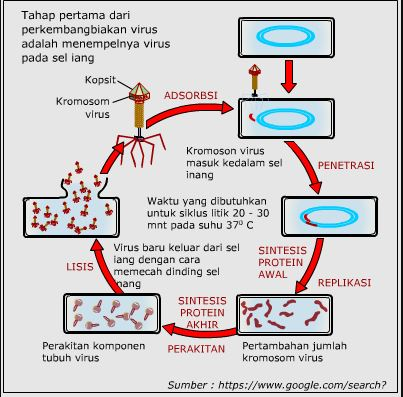 Tahap pertama dari
perkembangbiakan virus
adalah menempelnya virus
pada sel iang
Kopsit
Kromosom
virus
ADSORBSI
Kromoson virus
masuk kedalam sel
inang
PENETRASI
Waktu yang dibutuhkan
untuk siklus litik 20 - 30
mnt pada suhu 37⁰ C
SINTESIS
PROTEIN
AWAL
REPLIKASI
Virus baru keluar dari sel
iang dengan cara
memecah dinding sel
inang
LISIS
SINTESIS
PROTEIN
AKHIR
PERAKITAN
Perakitan komponen
tubuh virus
Pertambahan jumlah
kromosom virus
Sumber : https://www.google.com/search?